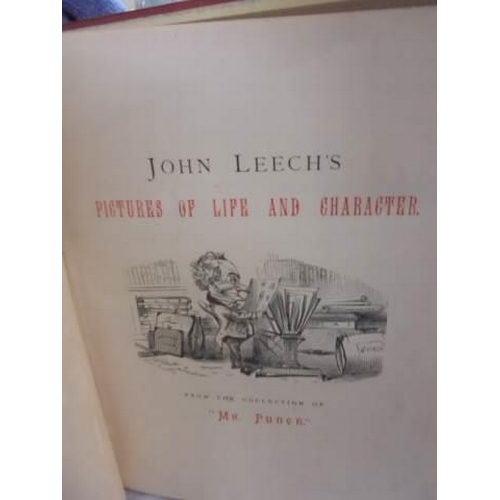 JOHN LEECH'S
PICTURES OF LIFE AND CHARACTER.
FROM THE COLLECTION OF
"MR. PUNCH."